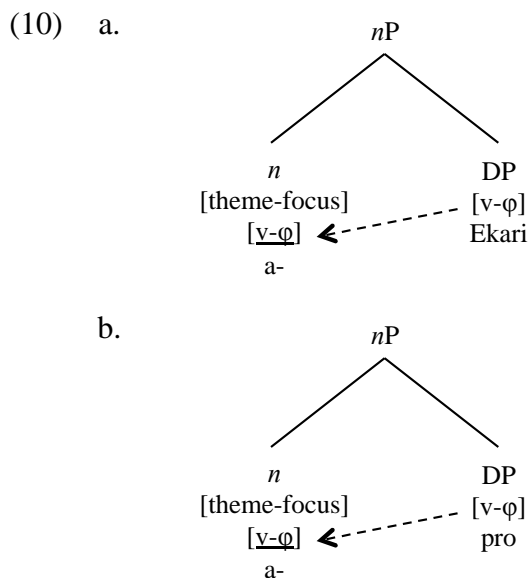 (10) a.
nP
n DP
[theme-focus] [v-φ]
[v-φ] Ekari
a-
b.
nP
n DP
[theme-focus] [v-φ]
[v-φ] pro
a-